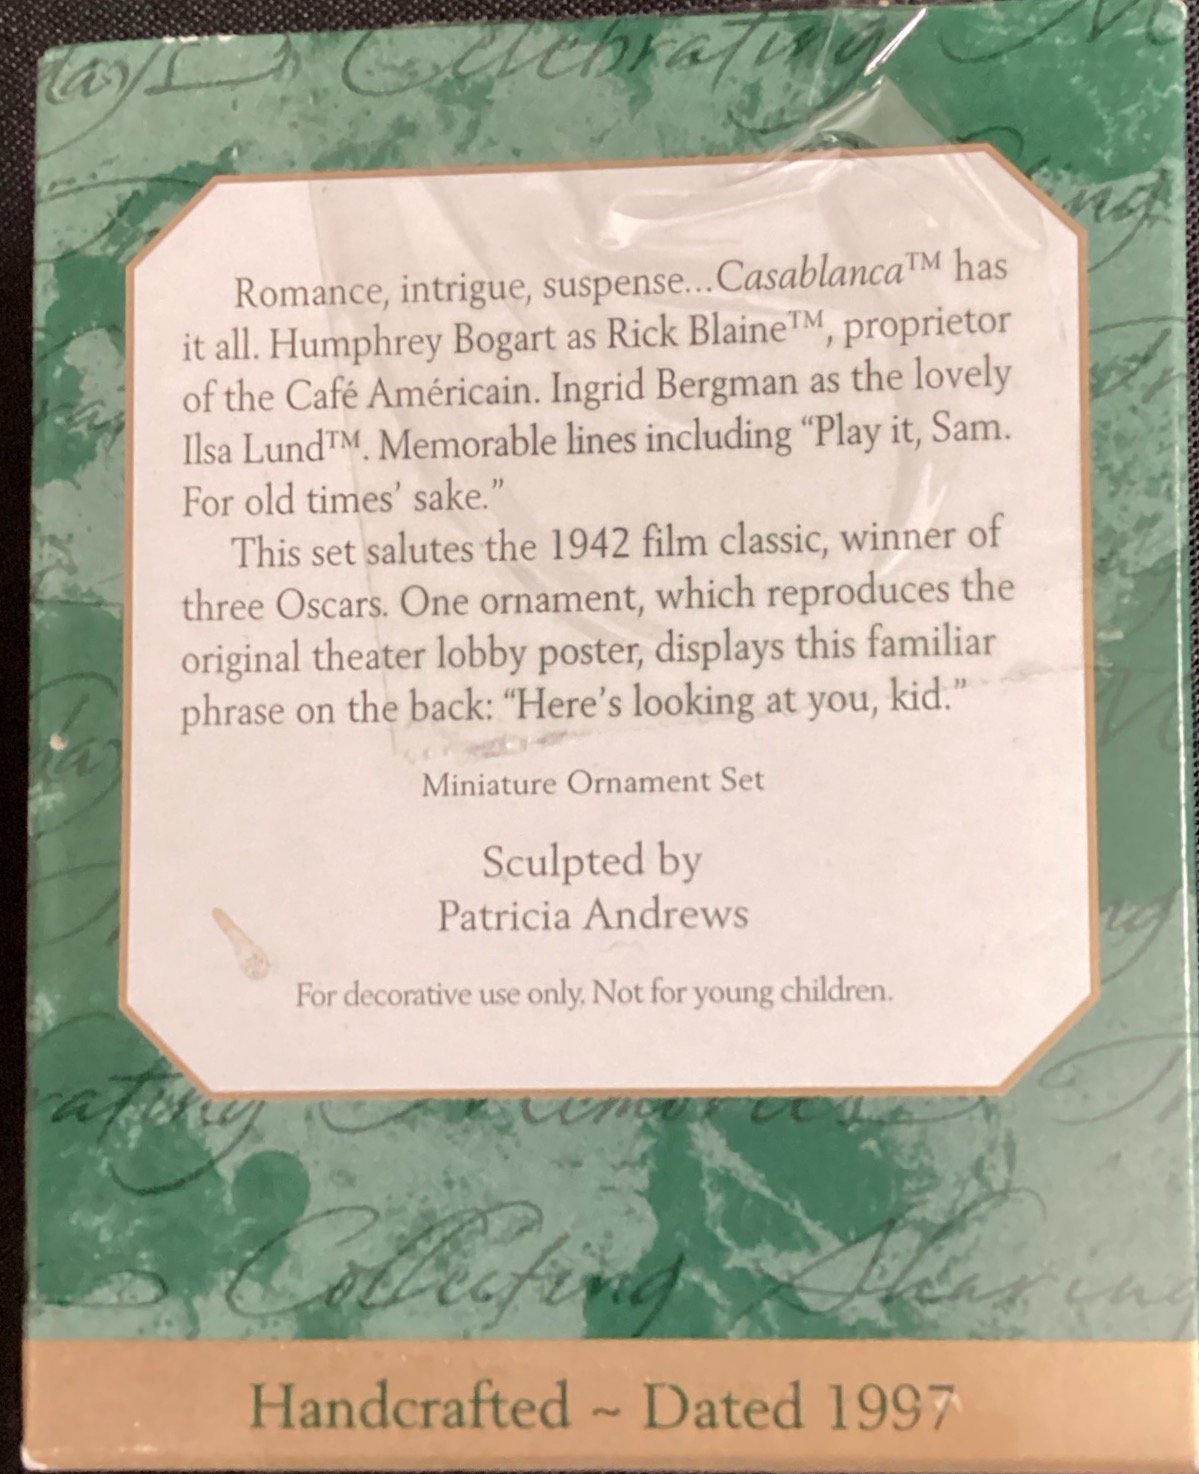 Celebrating
Romance, intrigue, suspense...Casablanca™ has
it all. Humphrey Bogart as Rick Blaine™, proprietor
of the Café Américain. Ingrid Bergman as the lovely
Ilsa Lund™. Memorable lines including “Play it, Sam.
For old times’ sake.”
This set salutes the 1942 film classic, winner of
three Oscars. One ornament, which reproduces the
original theater lobby poster, displays this familiar
phrase on the back: “Here’s looking at you, kid.”
Miniature Ornament Set
Sculpted by
Patricia Andrews
For decorative use only. Not for young children.
Collecting Sharing
Handcrafted ~ Dated 1997